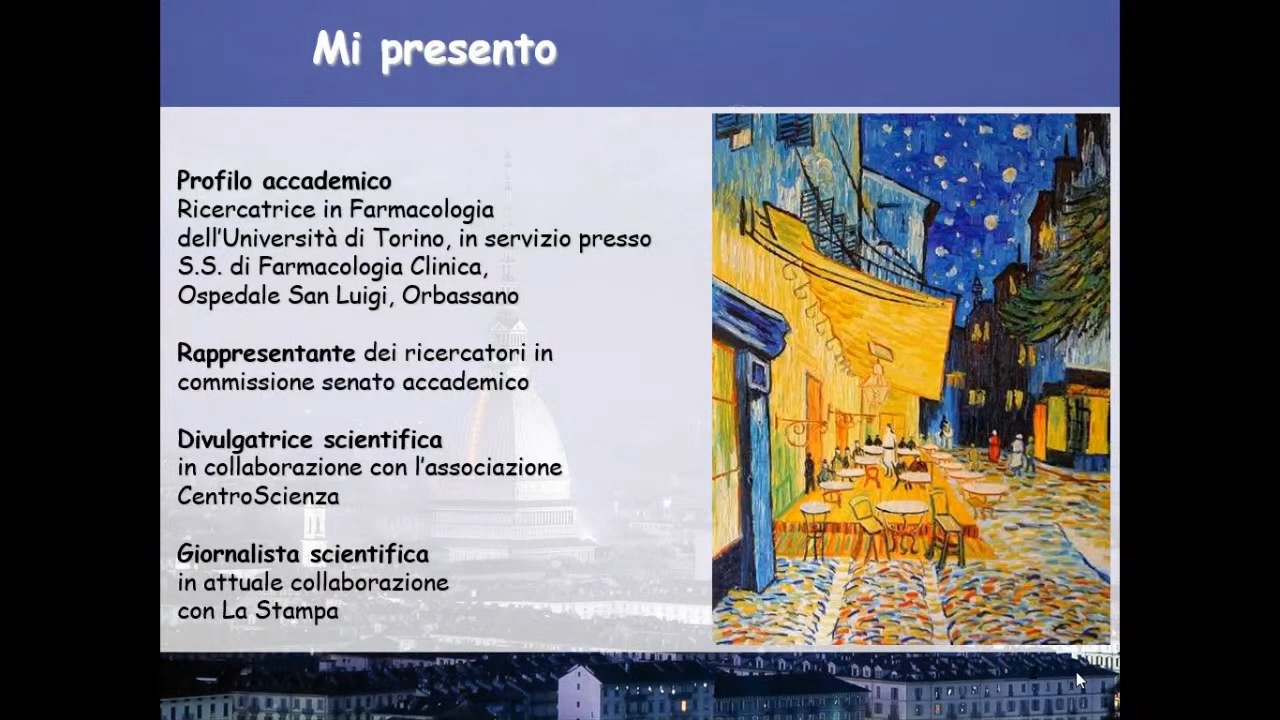 Mi presento
Profilo accademico
Ricercatrice in Farmacologia
dell'Università di Torino, in servizio presso
S.S. di Farmacologia Clinica,
Ospedale San Luigi, Orbassano
Rappresentante dei ricercatori in
commissione senato accademico
Divulgatrice scientifica
in collaborazione con l'associazione
CentroScienza
Giornalista scientifica
in attuale collaborazione
con La Stampa